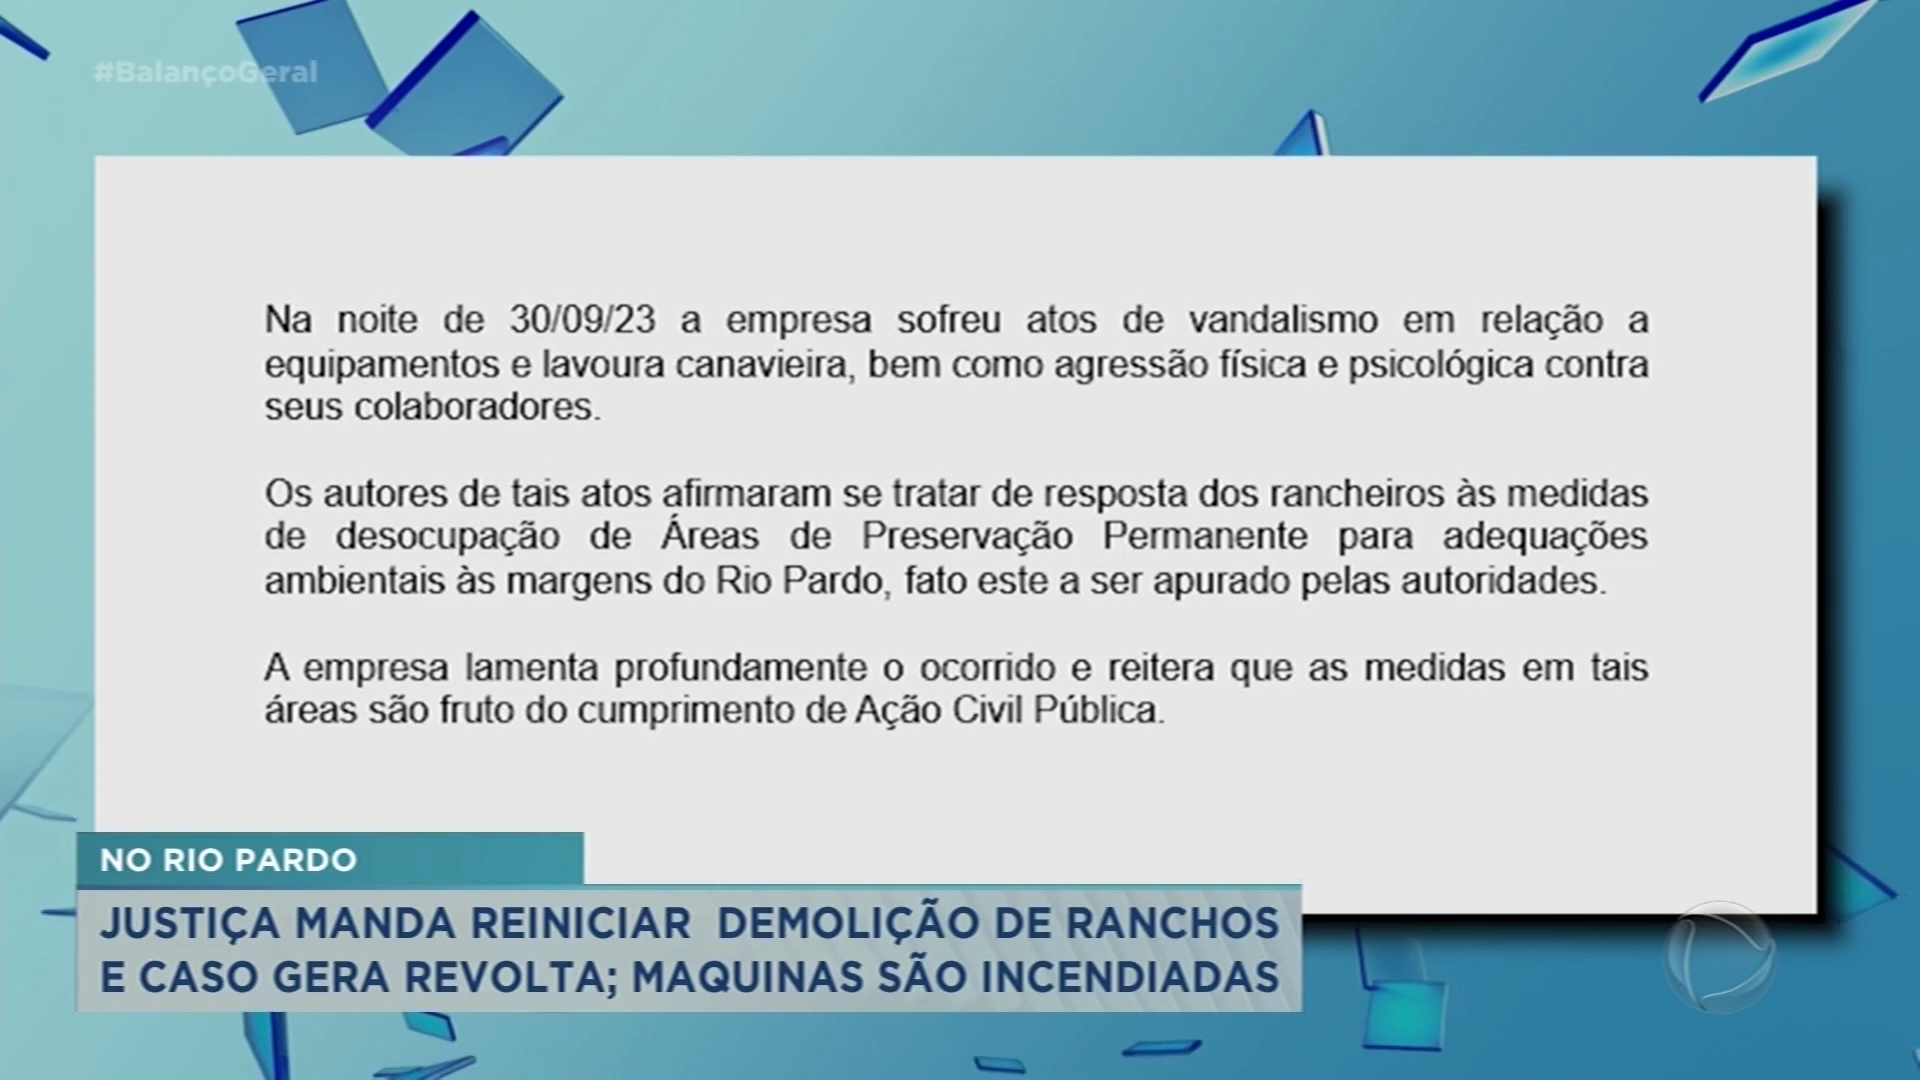 #BalançoGeral
Na noite de 30/09/23 a empresa sofreu atos de vandalismo em relação a
equipamentos e lavoura canavieira, bem como agressão física e psicológica contra
seus colaboradores.
Os autores de tais atos afirmaram se tratar de resposta dos rancheiros às medidas
de desocupação de Áreas de Preservação Permanente para adequações
ambientais às margens do Rio Pardo, fato este a ser apurado pelas autoridades.
A empresa lamenta profundamente o ocorrido e reitera que as medidas em tais
áreas são fruto do cumprimento de Ação Civil Pública.
NO RIO PARDO
JUSTIÇA MANDA REINICIAR DEMOLIÇÃO DE RANCHOS
E CASO GERA REVOLTA; MAQUINAS SÃO INCENDIADAS